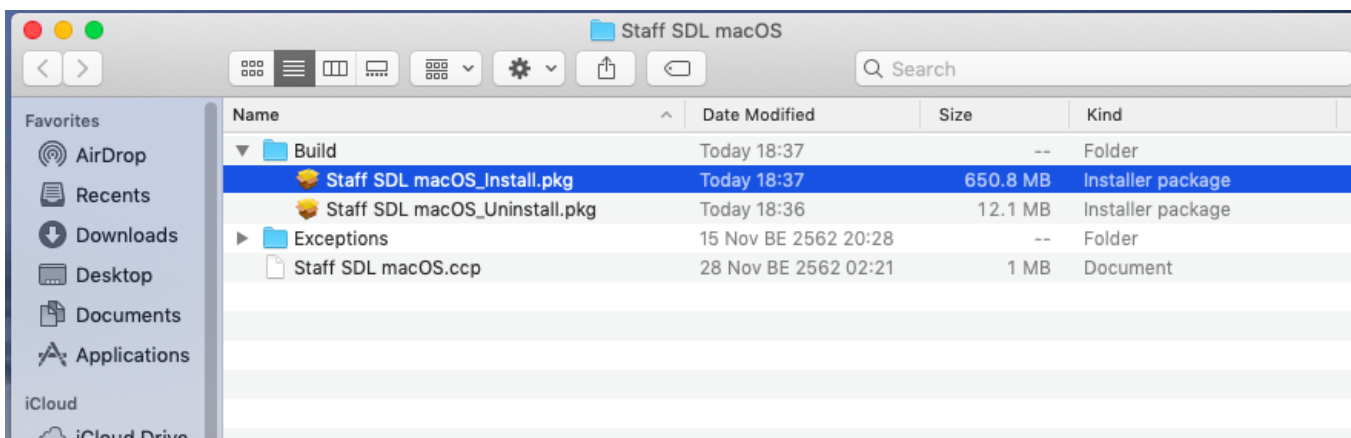 Staff SDL macOS
Search
Favorites
AirDrop
Recents
Downloads
Desktop
Documents
Applications
iCloud
iCloud Drive
Name Date Modified Size Kind
Build Today 18:37 -- Folder
Staff SDL macOS_Install.pkg Today 18:37 650.8 MB Installer package
Staff SDL macOS_Uninstall.pkg Today 18:36 12.1 MB Installer package
Exceptions 15 Nov BE 2562 20:28 -- Folder
Staff SDL macOS.ccp 28 Nov BE 2562 02:21 1 MB Document